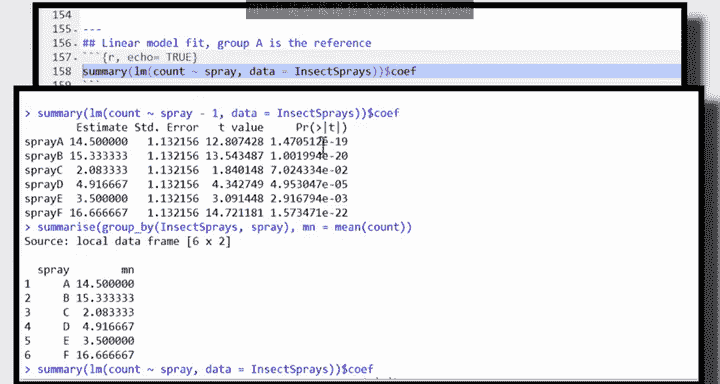 154
155 ---
156 ## Linear model fit, group A is the reference
157 ```{r, echo= TRUE}
158 summary(lm(count ~ spray, data = InsectSprays))$coef
159 ```
> summary(lm(count ~ spray - 1, data = InsectSprays))$coef
Estimate Std. Error t value Pr(>|t|)
sprayA 14.500000 1.132156 12.807428 1.470512e-19
sprayB 15.333333 1.132156 13.543487 1.001994e-20
sprayC 2.083333 1.132156 1.840148 7.024334e-02
sprayD 4.916667 1.132156 4.342749 4.953047e-05
sprayE 3.500000 1.132156 3.091448 2.916794e-03
sprayF 16.666667 1.132156 14.721181 1.573471e-22
> summarise(group_by(InsectSprays, spray), mn = mean(count))
Source: local data frame [6 x 2]
spray mn
1 A 14.500000
2 B 15.333333
3 C 2.083333
4 D 4.916667
5 E 3.500000
6 F 16.666667
> summary(lm(count ~ spray, data = InsectSprays))$coef